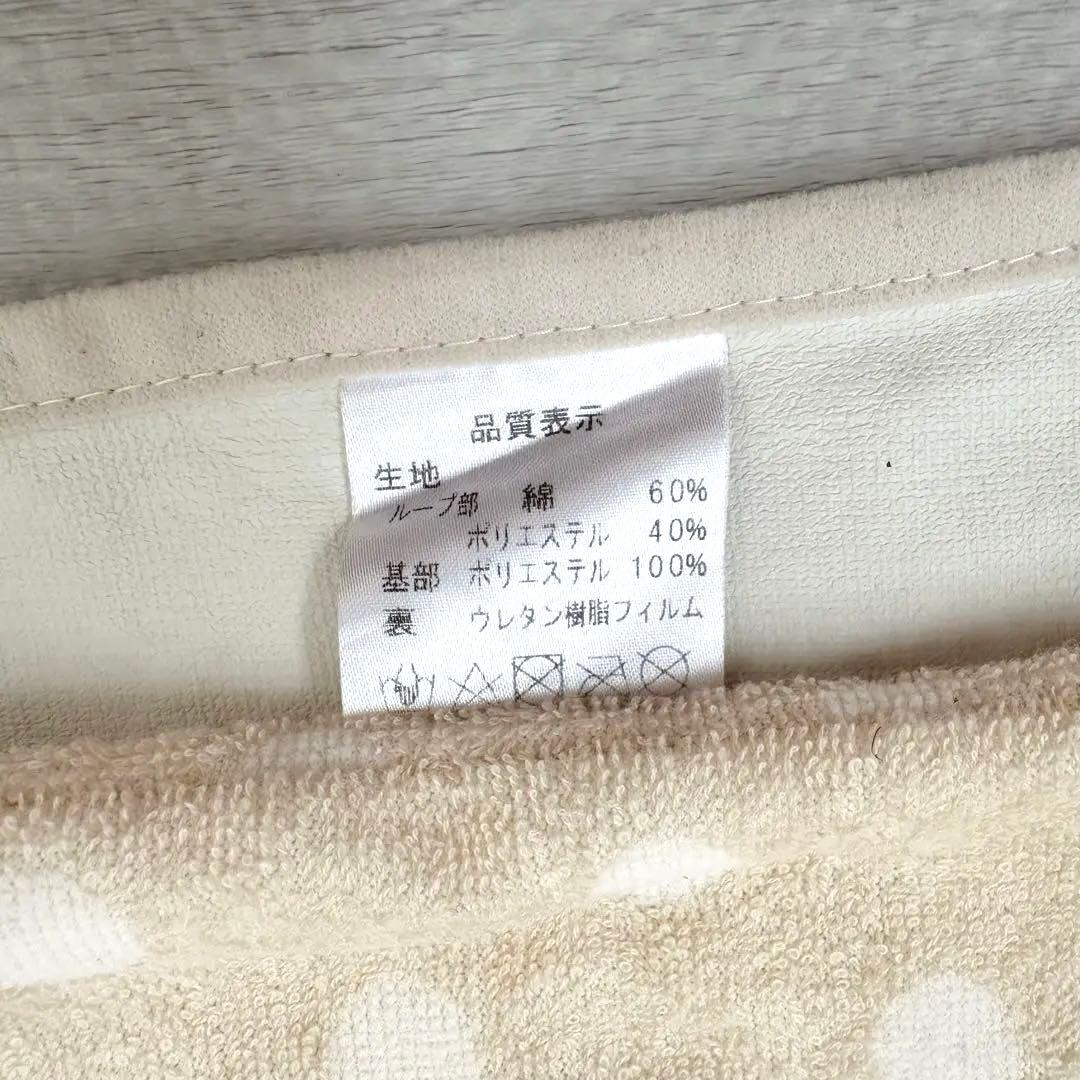 品質表示
生地
ループ部 綿 60%
ポリエステル 40%
基部 ポリエステル 100%
裏 ウレタン樹脂フィルム